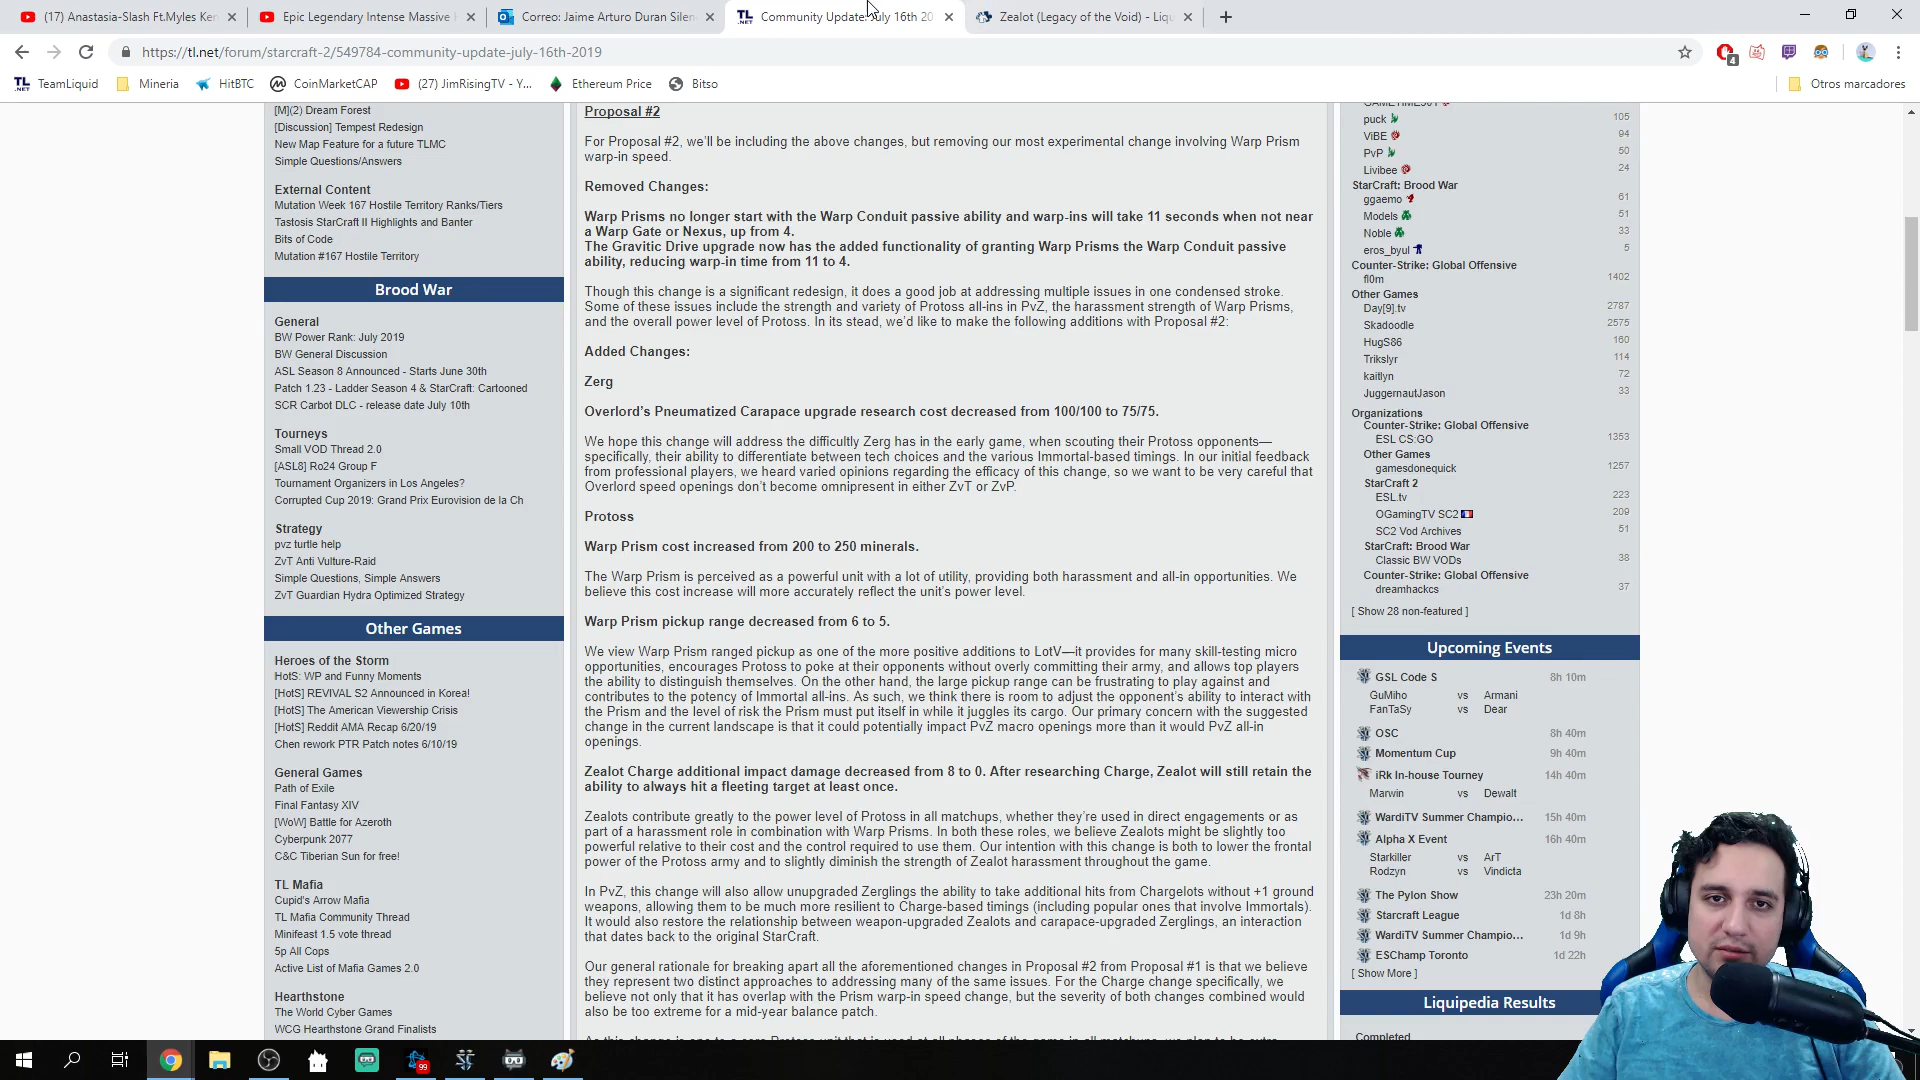 (17) Anastasia-Slash Ft.Myles Ken
Epic Legendary Intense Massive H
Correo: Jaime Arturo Duran Silen
TL .NET Community Update: July 16th 20
Zealot (Legacy of the Void) - Liqu
https://tl.net/forum/starcraft-2/549784-community-update-july-16th-2019
4
TL .NET TeamLiquid
Mineria
HitBTC
CoinMarketCAP
(27) JimRisingTV - Y...
Ethereum Price
Bitso
Otros marcadores
[M](2) Dream Forest
[Discussion] Tempest Redesign
New Map Feature for a future TLMC
Simple Questions/Answers
External Content
Mutation Week 167 Hostile Territory Ranks/Tiers
Tastosis StarCraft II Highlights and Banter
Bits of Code
Mutation #167 Hostile Territory
Brood War
General
BW Power Rank: July 2019
BW General Discussion
ASL Season 8 Announced - Starts June 30th
Patch 1.23 - Ladder Season 4 & StarCraft: Cartooned
SCR Carbot DLC - release date July 10th
Tourneys
Small VOD Thread 2.0
[ASL8] Ro24 Group F
Tournament Organizers in Los Angeles?
Corrupted Cup 2019: Grand Prix Eurovision de la Ch
Strategy
pvz turtle help
ZvT Anti Vulture-Raid
Simple Questions, Simple Answers
ZvT Guardian Hydra Optimized Strategy
Other Games
Heroes of the Storm
HotS: WP and Funny Moments
[HotS] REVIVAL S2 Announced in Korea!
[HotS] The American Viewership Crisis
[HotS] Reddit AMA Recap 6/20/19
Chen rework PTR Patch notes 6/10/19
General Games
Path of Exile
Final Fantasy XIV
[WoW] Battle for Azeroth
Cyberpunk 2077
C&C Tiberian Sun for free!
TL Mafia
Cupid's Arrow Mafia
TL Mafia Community Thread
Minifeast 1.5 vote thread
5p All Cops
Active List of Mafia Games 2.0
Hearthstone
The World Cyber Games
WCG Hearthstone Grand Finalists
Proposal #2
For Proposal #2, we'll be including the above changes, but removing our most experimental change involving Warp Prism
warp-in speed.
Removed Changes:
Warp Prisms no longer start with the Warp Conduit passive ability and warp-ins will take 11 seconds when not near
a Warp Gate or Nexus, up from 4.
The Gravitic Drive upgrade now has the added functionality of granting Warp Prisms the Warp Conduit passive
ability, reducing warp-in time from 11 to 4.
Though this change is a significant redesign, it does a good job at addressing multiple issues in one condensed stroke.
Some of these issues include the strength and variety of Protoss all-ins in PvZ, the harassment strength of Warp Prisms,
and the overall power level of Protoss. In its stead, we'd like to make the following additions with Proposal #2:
Added Changes:
Zerg
Overlord's Pneumatized Carapace upgrade research cost decreased from 100/100 to 75/75.
We hope this change will address the difficultly Zerg has in the early game, when scouting their Protoss opponents—
specifically, their ability to differentiate between tech choices and the various Immortal-based timings. In our initial feedback
from professional players, we heard varied opinions regarding the efficacy of this change, so we want to be very careful that
Overlord speed openings don't become omnipresent in either ZvT or ZvP.
Protoss
Warp Prism cost increased from 200 to 250 minerals.
The Warp Prism is perceived as a powerful unit with a lot of utility, providing both harassment and all-in opportunities. We
believe this cost increase will more accurately reflect the unit's power level.
Warp Prism pickup range decreased from 6 to 5.
We view Warp Prism ranged pickup as one of the more positive additions to LotV—it provides for many skill-testing micro
opportunities, encourages Protoss to poke at their opponents without overly committing their army, and allows top players
the ability to distinguish themselves. On the other hand, the large pickup range can be frustrating to play against and
contributes to the potency of Immortal all-ins. As such, we think there is room to adjust the opponent's ability to interact with
the Prism and the level of risk the Prism must put itself in while it juggles its cargo. Our primary concern with the suggested
change in the current landscape is that it could potentially impact PvZ macro openings more than it would PvZ all-in
openings.
Zealot Charge additional impact damage decreased from 8 to 0. After researching Charge, Zealot will still retain the
ability to always hit a fleeting target at least once.
Zealots contribute greatly to the power level of Protoss in all matchups, whether they're used in direct engagements or as
part of a harassment role in combination with Warp Prisms. In both these roles, we believe Zealots might be slightly too
powerful relative to their cost and the control required to use them. Our intention with this change is both to lower the frontal
power of the Protoss army and to slightly diminish the strength of Zealot harassment throughout the game.
In PvZ, this change will also allow unupgraded Zerglings the ability to take additional hits from Chargelots without +1 ground
weapons, allowing them to be much more resilient to Charge-based timings (including popular ones that involve Immortals).
It would also restore the relationship between weapon-upgraded Zealots and carapace-upgraded Zerglings, an interaction
that dates back to the original StarCraft.
Our general rationale for breaking apart all the aforementioned changes in Proposal #2 from Proposal #1 is that we believe
they represent two distinct approaches to addressing many of the same issues. For the Charge change specifically, we
believe not only that it has overlap with the Prism warp-in speed change, but the severity of both changes combined would
also be too extreme for a mid-year balance patch.
puck 105
ViBE 94
PvP 50
Livibee 24
StarCraft: Brood War
ggaemo 61
Models 51
Noble 33
eros_byul 5
Counter-Strike: Global Offensive
fl0m 1402
Other Games
Day[9].tv 2787
Skadoodle 2575
HugS86 160
Trikslyr 114
kaitlyn 72
JuggernautJason 33
Organizations
Counter-Strike: Global Offensive
ESL CS:GO 1353
Other Games
gamesdonequick 1257
StarCraft 2
ESL.tv 223
OGamingTV SC2 209
SC2 Vod Archives 51
StarCraft: Brood War
Classic BW VODs 38
Counter-Strike: Global Offensive
dreamhackcs 37
[ Show 28 non-featured ]
Upcoming Events
GSL Code S 8h 10m
GuMiho vs Armani
FanTaSy vs Dear
OSC 8h 40m
Momentum Cup 9h 40m
iRk In-house Tourney 14h 40m
Marwin vs Dewalt
WardiTV Summer Champio... 15h 40m
Alpha X Event 16h 40m
Starkiller vs ArT
Rodzyn vs Vindicta
The Pylon Show 23h 20m
Starcraft League 1d 8h
WardiTV Summer Champio... 1d 9h
ESChamp Toronto 1d 22h
[ Show More ]
Liquipedia Results
Completed
99